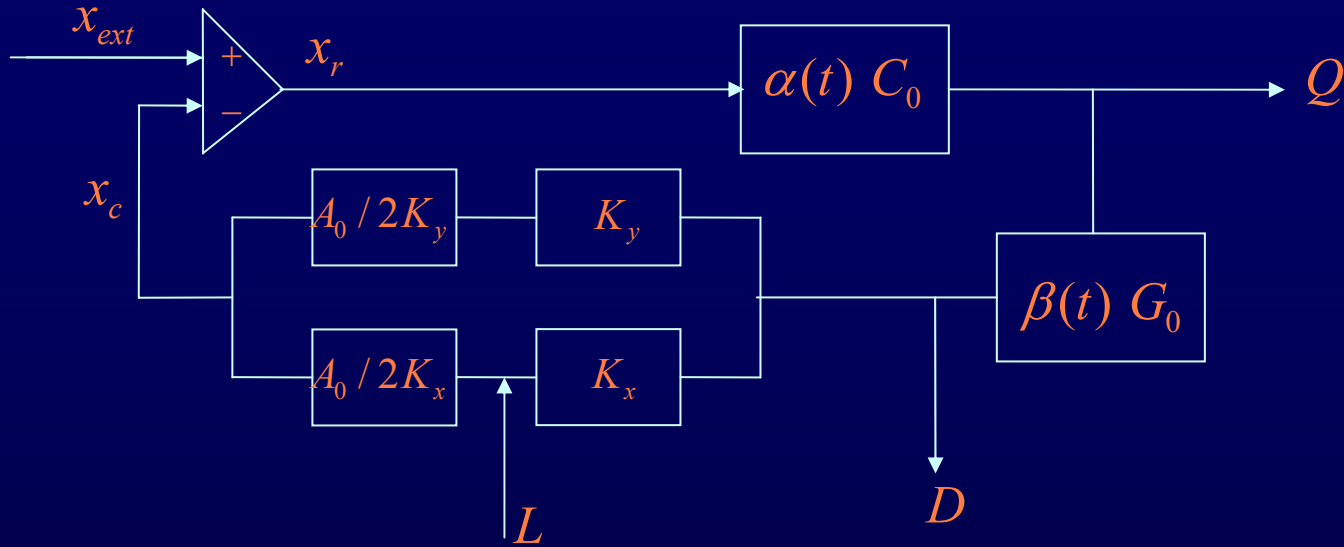 x_ext
+
x_r
α(t) C_0
Q
−
x_c
A_0 / 2K_y
K_y
β(t) G_0
A_0 / 2K_x
K_x
L
D